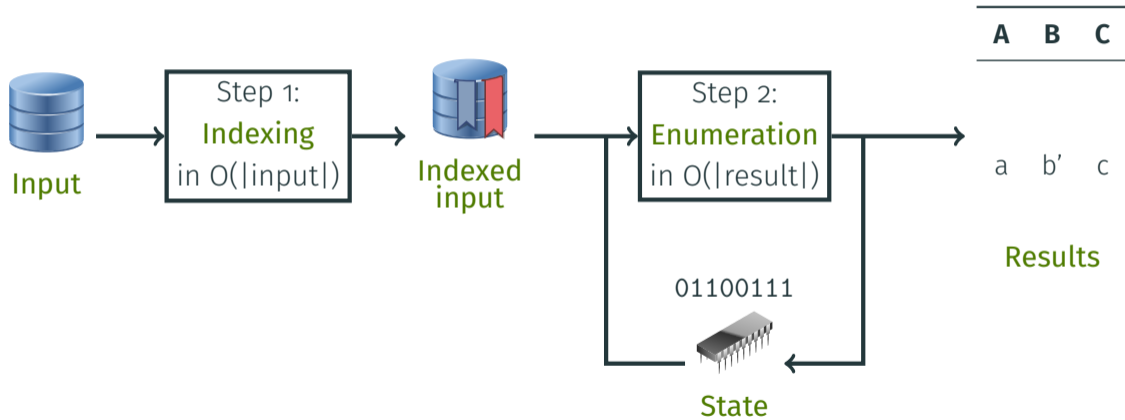 A B C
Step 1:
Indexing
in O(|input|)
Input
Indexed
input
Step 2:
Enumeration
in O(|result|)
a b’ c
Results
01100111
State